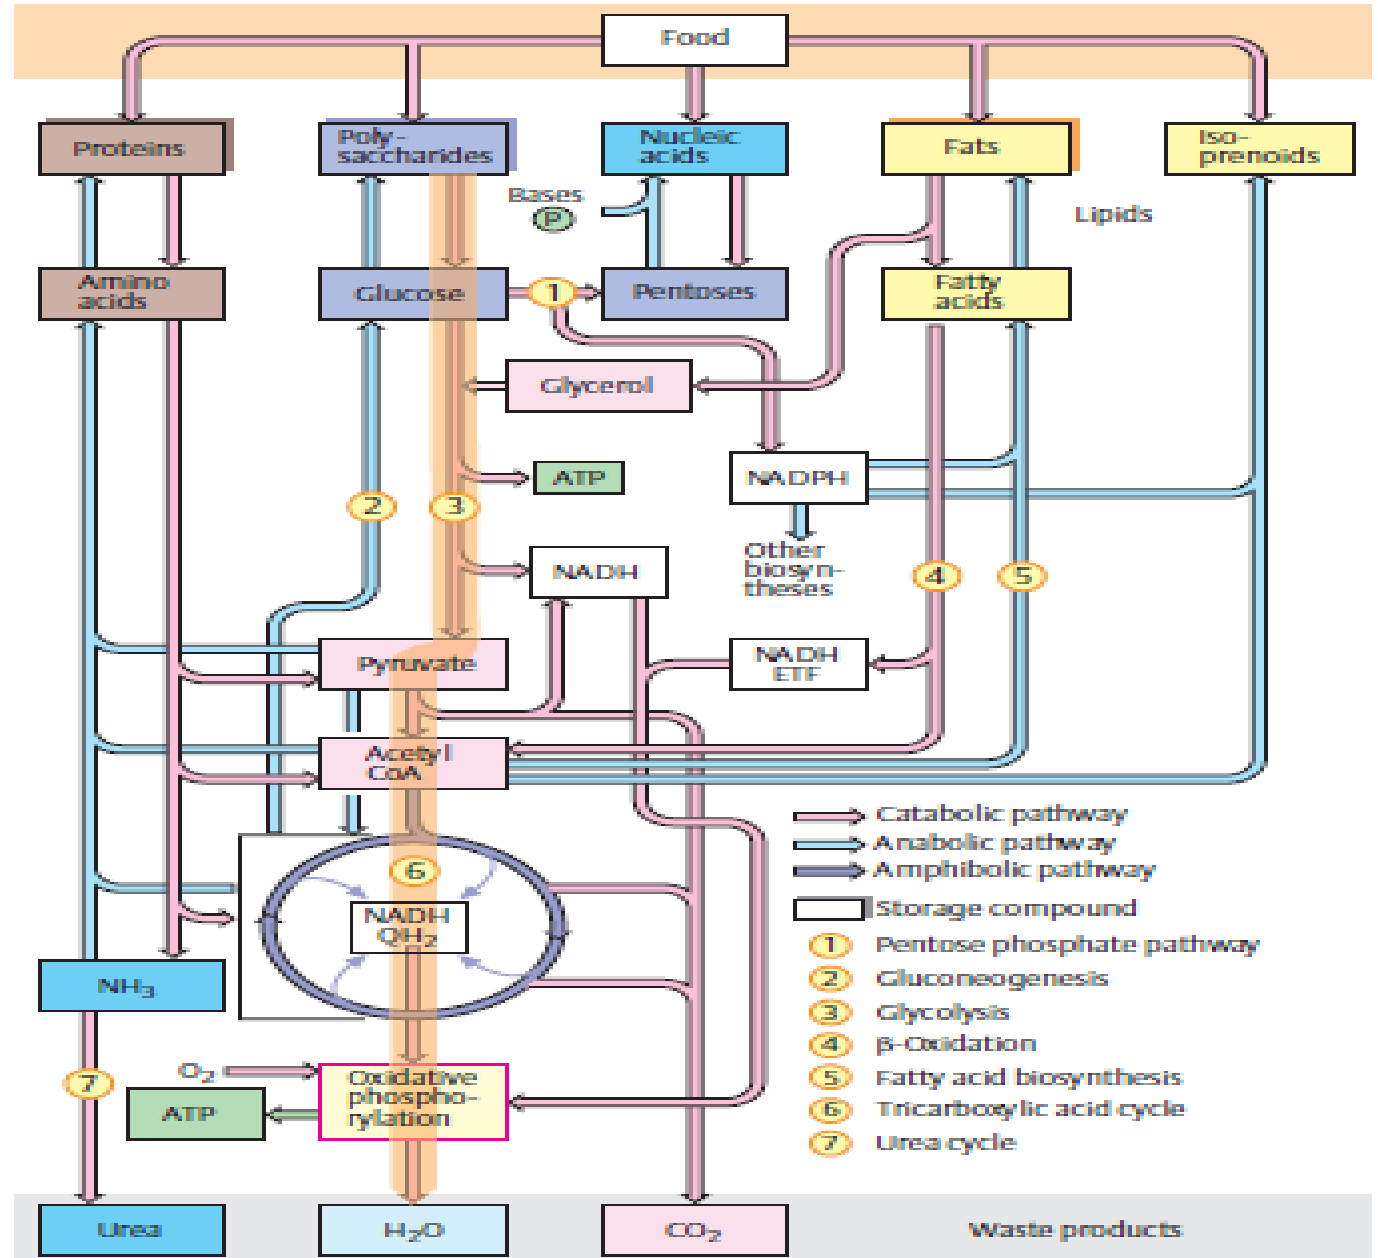 Food
Proteins
Poly-
saccharides
Nucleic
acids
Fats
Iso-
prenoids
Bases
P
Lipids
Amino
acids
Glucose
1
Pentoses
Fatty
acids
Glycerol
ATP
NADPH
2
3
Other
biosyn-
theses
NADH
4
5
Pyruvate
NADH
ETF
Acetyl
CoA
Catabolic pathway
Anabolic pathway
Amphibolic pathway
Storage compound
6
NADH
QH₂
1 Pentose phosphate pathway
2 Gluconeogenesis
3 Glycolysis
4 β-Oxidation
5 Fatty acid biosynthesis
6 Tricarboxylic acid cycle
7 Urea cycle
NH₃
7
O₂
Oxidative
phospho-
rylation
ATP
Urea
H₂O
CO₂
Waste products